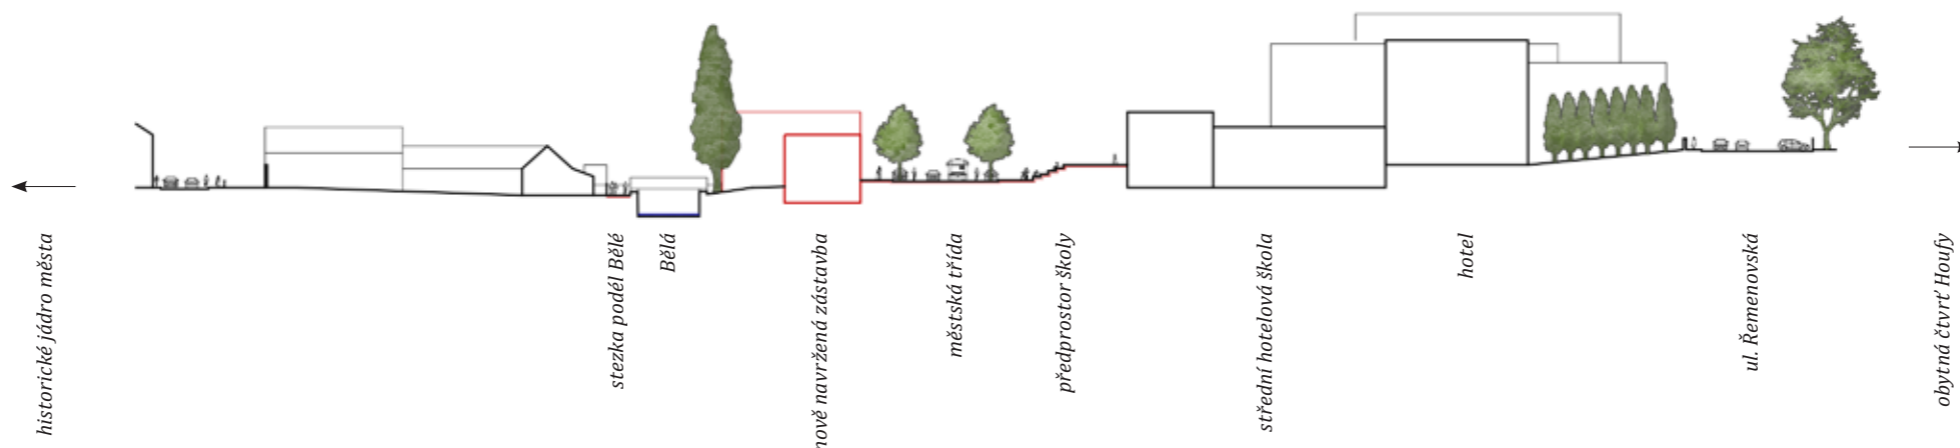 historické jádro města
stezka podél Bělé
Bělá
nově navržená zástavba
městská třída
předprostor školy
střední hotelová škola
hotel
ul. Řemenovská
obytná čtvrť Houfy